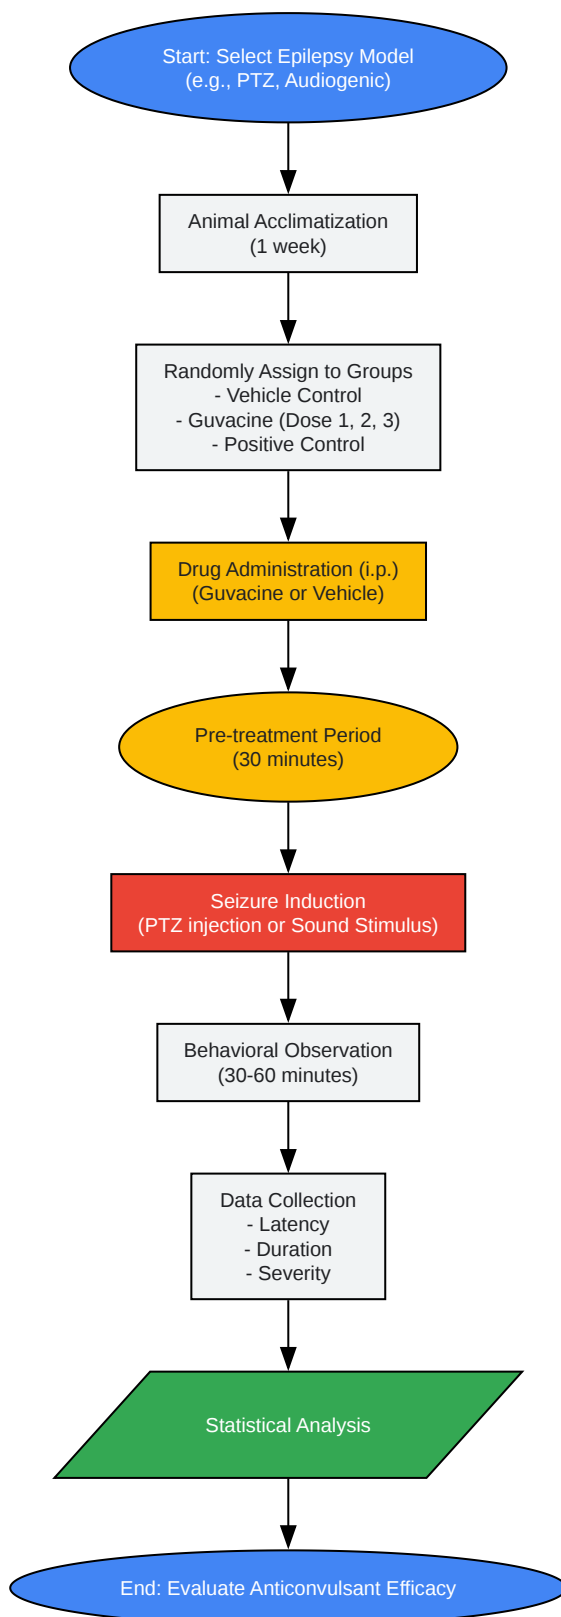 Start: Select Epilepsy Model
(e.g., PTZ, Audiogenic)
Animal Acclimatization
(1 week)
Randomly Assign to Groups
- Vehicle Control
- Guvacine (Dose 1, 2, 3)
- Positive Control
Drug Administration (i.p.)
(Guvacine or Vehicle)
Pre-treatment Period
(30 minutes)
Seizure Induction
(PTZ injection or Sound Stimulus)
Behavioral Observation
(30-60 minutes)
Data Collection
- Latency
- Duration
- Severity
Statistical Analysis
End: Evaluate Anticonvulsant Efficacy